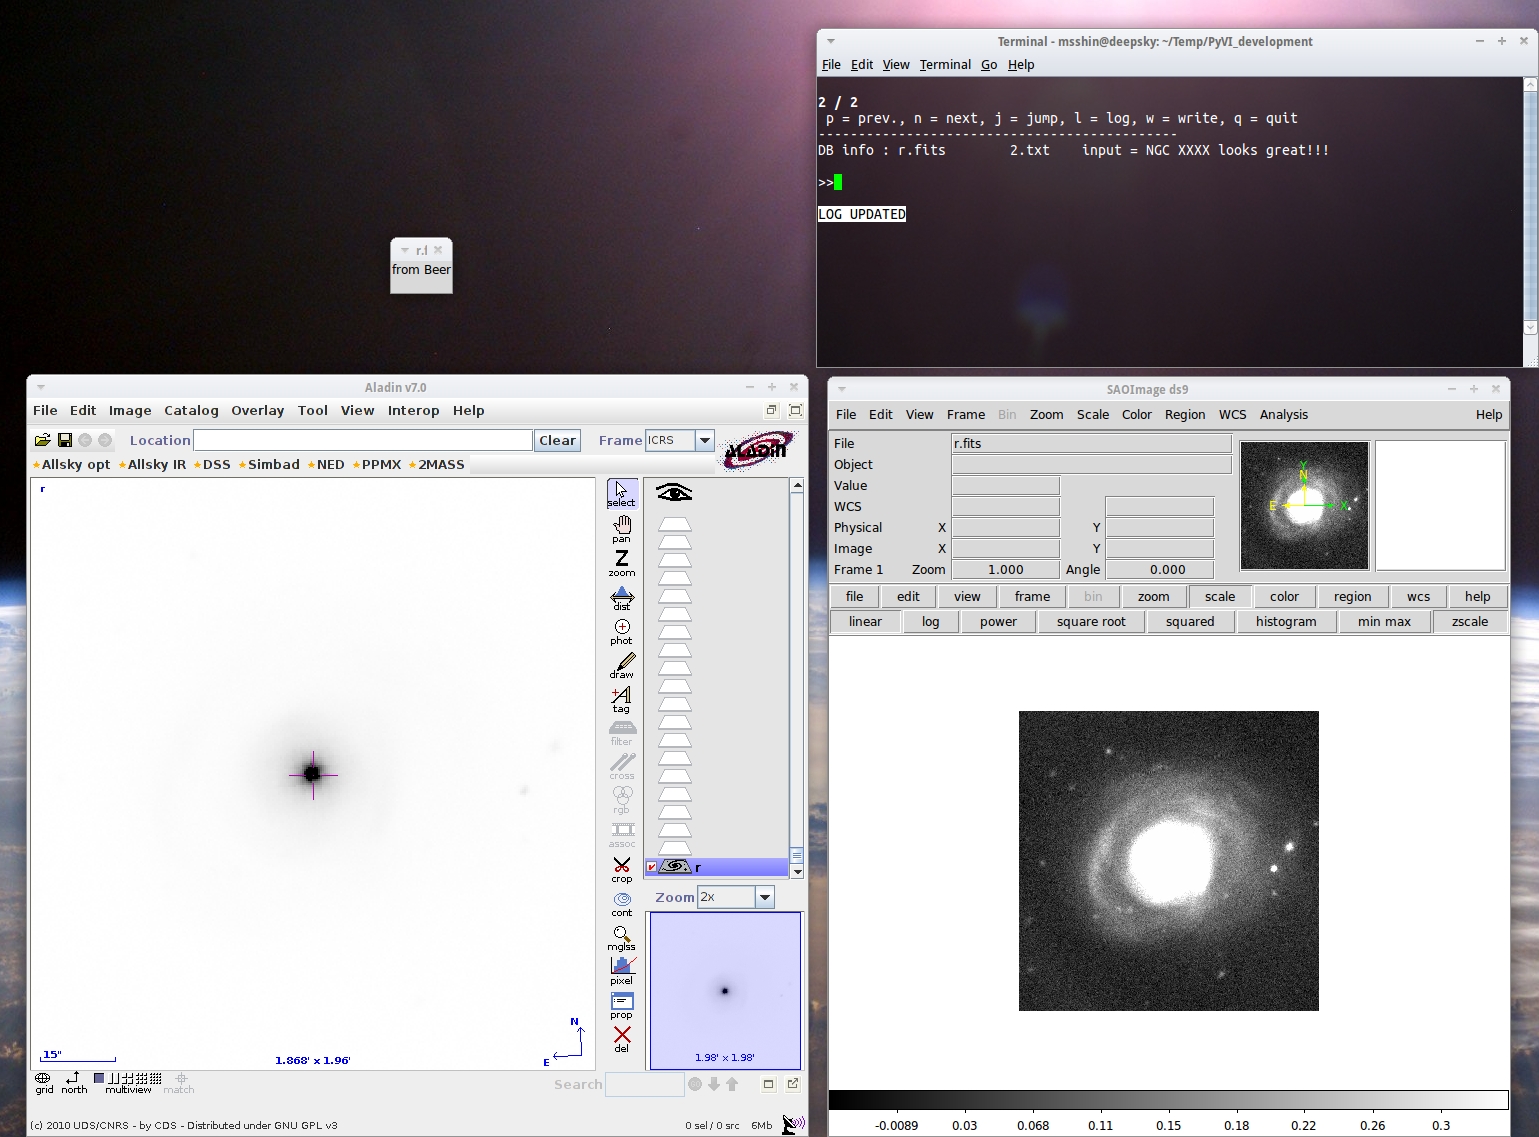 Terminal - msshin@deepsky: ~/Temp/PyVI_development
File Edit View Terminal Go Help
2 / 2
p = prev., n = next, j = jump, l = log, w = write, q = quit
---------------------------------------------
DB info : r.fits 2.txt input = NGC XXXX looks great!!!
>>
LOG UPDATED
r.f
from Beer
Aladin v7.0
File Edit Image Catalog Overlay Tool View Interop Help
Location Clear Frame ICRS
ALADIN
Allsky opt Allsky IR DSS Simbad NED PPMX 2MASS
r
select
pan
Z
zoom
dist
phot
draw
tag
filter
cross
rgb
assoc
crop
cont
mglss
pixel
prop
del
r
Zoom 2x
1.98' x 1.98'
N
E
15"
1.868' x 1.96'
grid north multiview match
Search
(c) 2010 UDS/CNRS - by CDS - Distributed under GNU GPL v3 0 sel / 0 src 6Mb
SAOImage ds9
File Edit View Frame Bin Zoom Scale Color Region WCS Analysis Help
File r.fits
Object
Value
WCS
Physical X Y
Image X Y
Frame 1 Zoom 1.000 Angle 0.000
Y
N
E X
file edit view frame bin zoom scale color region wcs help
linear log power square root squared histogram min max zscale
-0.0089 0.03 0.068 0.11 0.15 0.18 0.22 0.26 0.3